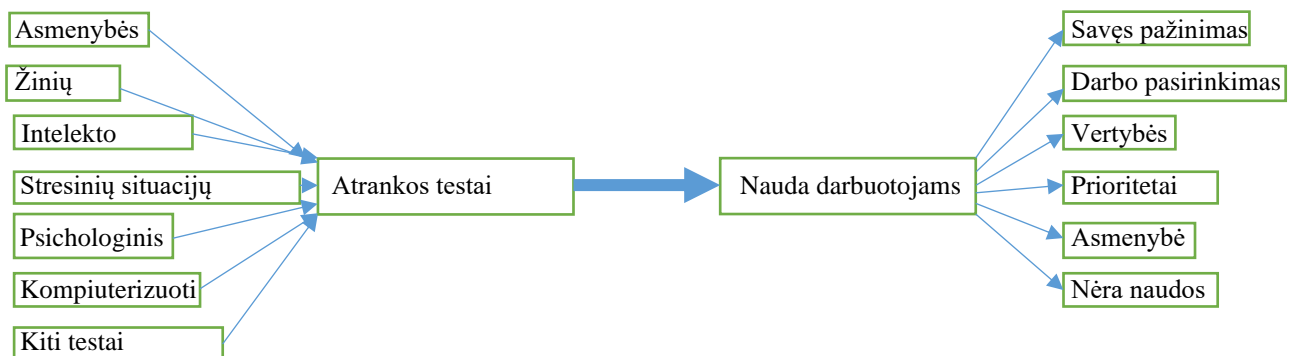 Asmenybės
Žinių
Intelekto
Stresinių situacijų
Psichologinis
Kompiuterizuoti
Kiti testai
Atrankos testai
Nauda darbuotojams
Savęs pažinimas
Darbo pasirinkimas
Vertybės
Prioritetai
Asmenybė
Nėra naudos